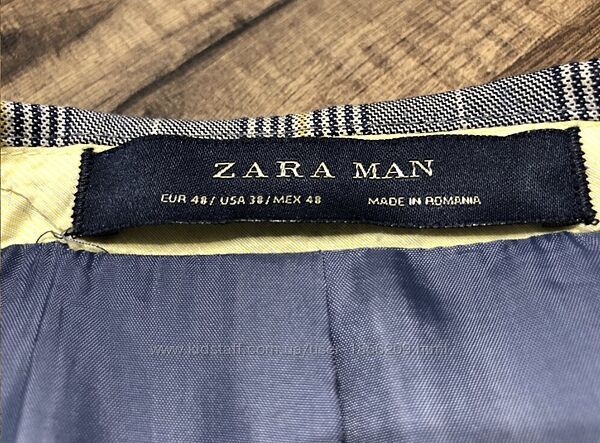 ZARA MAN
EUR 48 / USA 38 / MEX 48 MADE IN ROMANIA